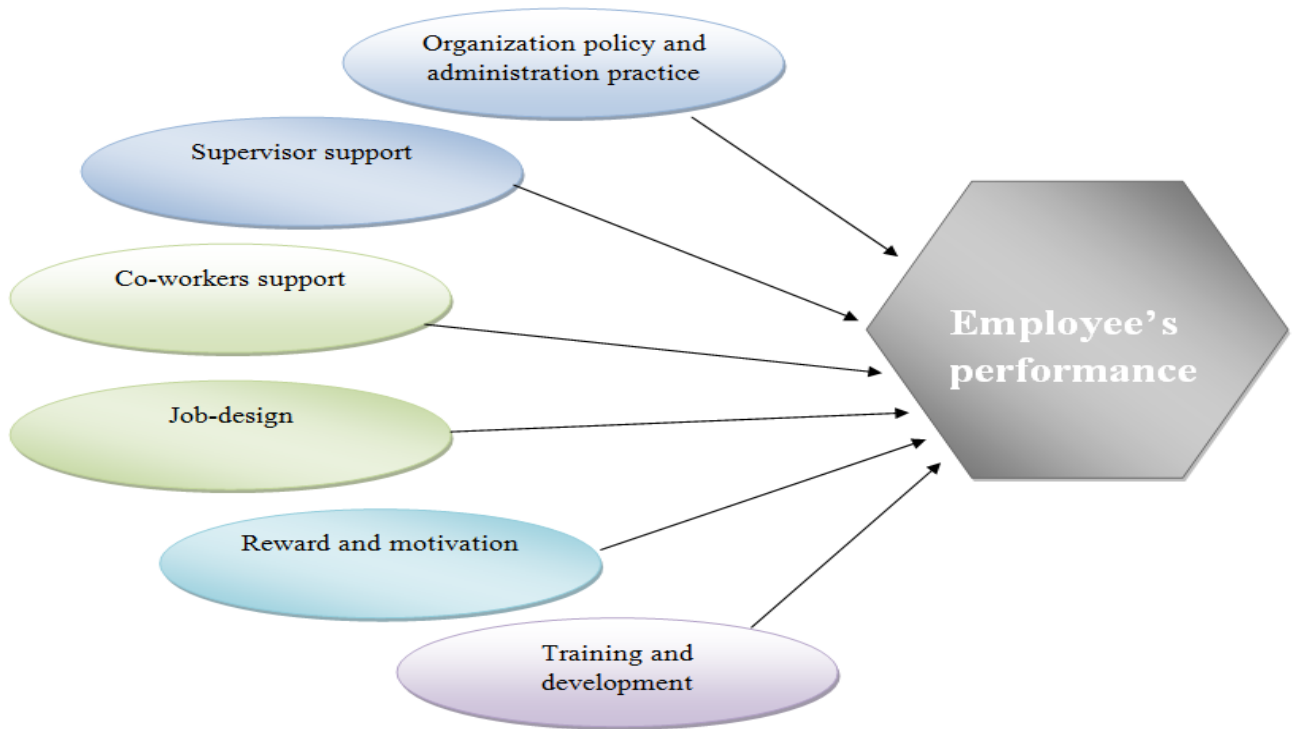 Organization policy and
administration practice
Supervisor support
Co-workers support
Job-design
Reward and motivation
Training and
development
Employee’s
performance